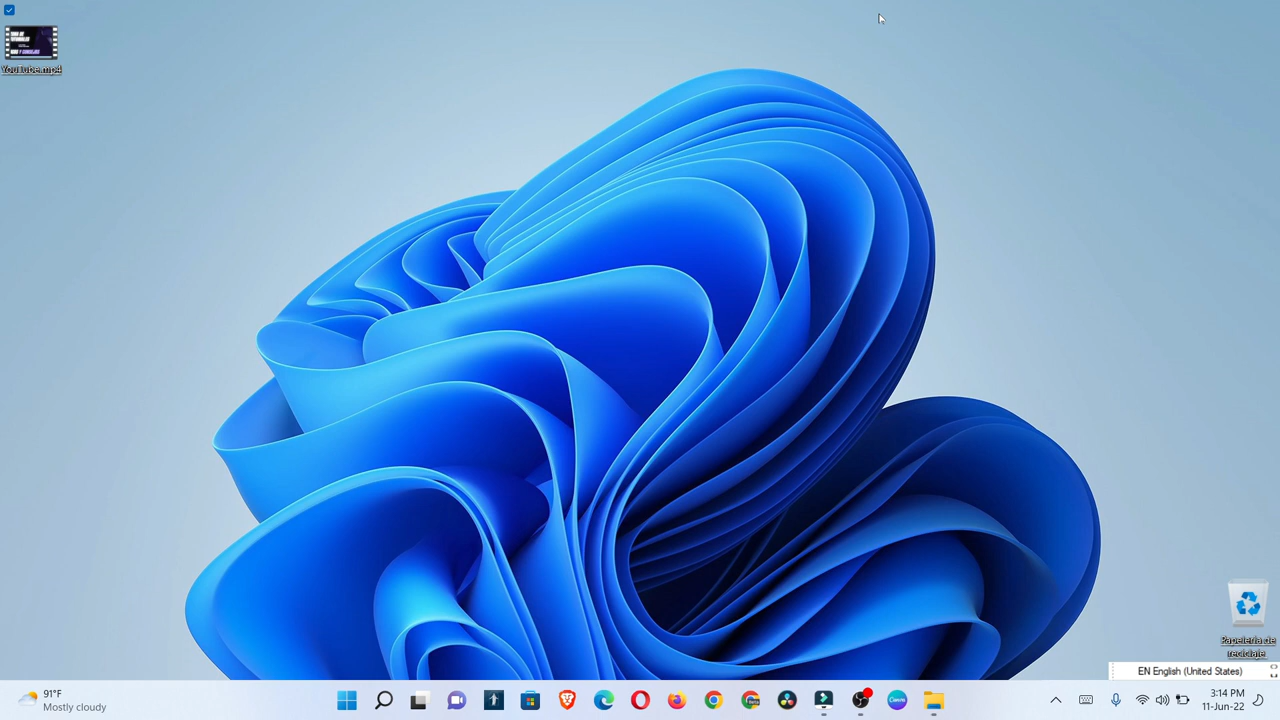 YouTube.mp4
Papelería de
reciclaje
EN English (United States)
91°F
Mostly cloudy
3:14 PM
11-Jun-22